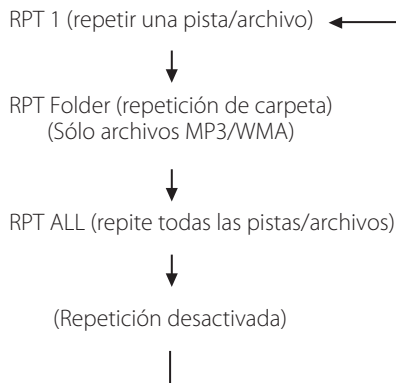 RPT 1 (repetir una pista/archivo)
RPT Folder (repetición de carpeta)
(Sólo archivos MP3/WMA)
RPT ALL (repite todas las pistas/archivos)
(Repetición desactivada)